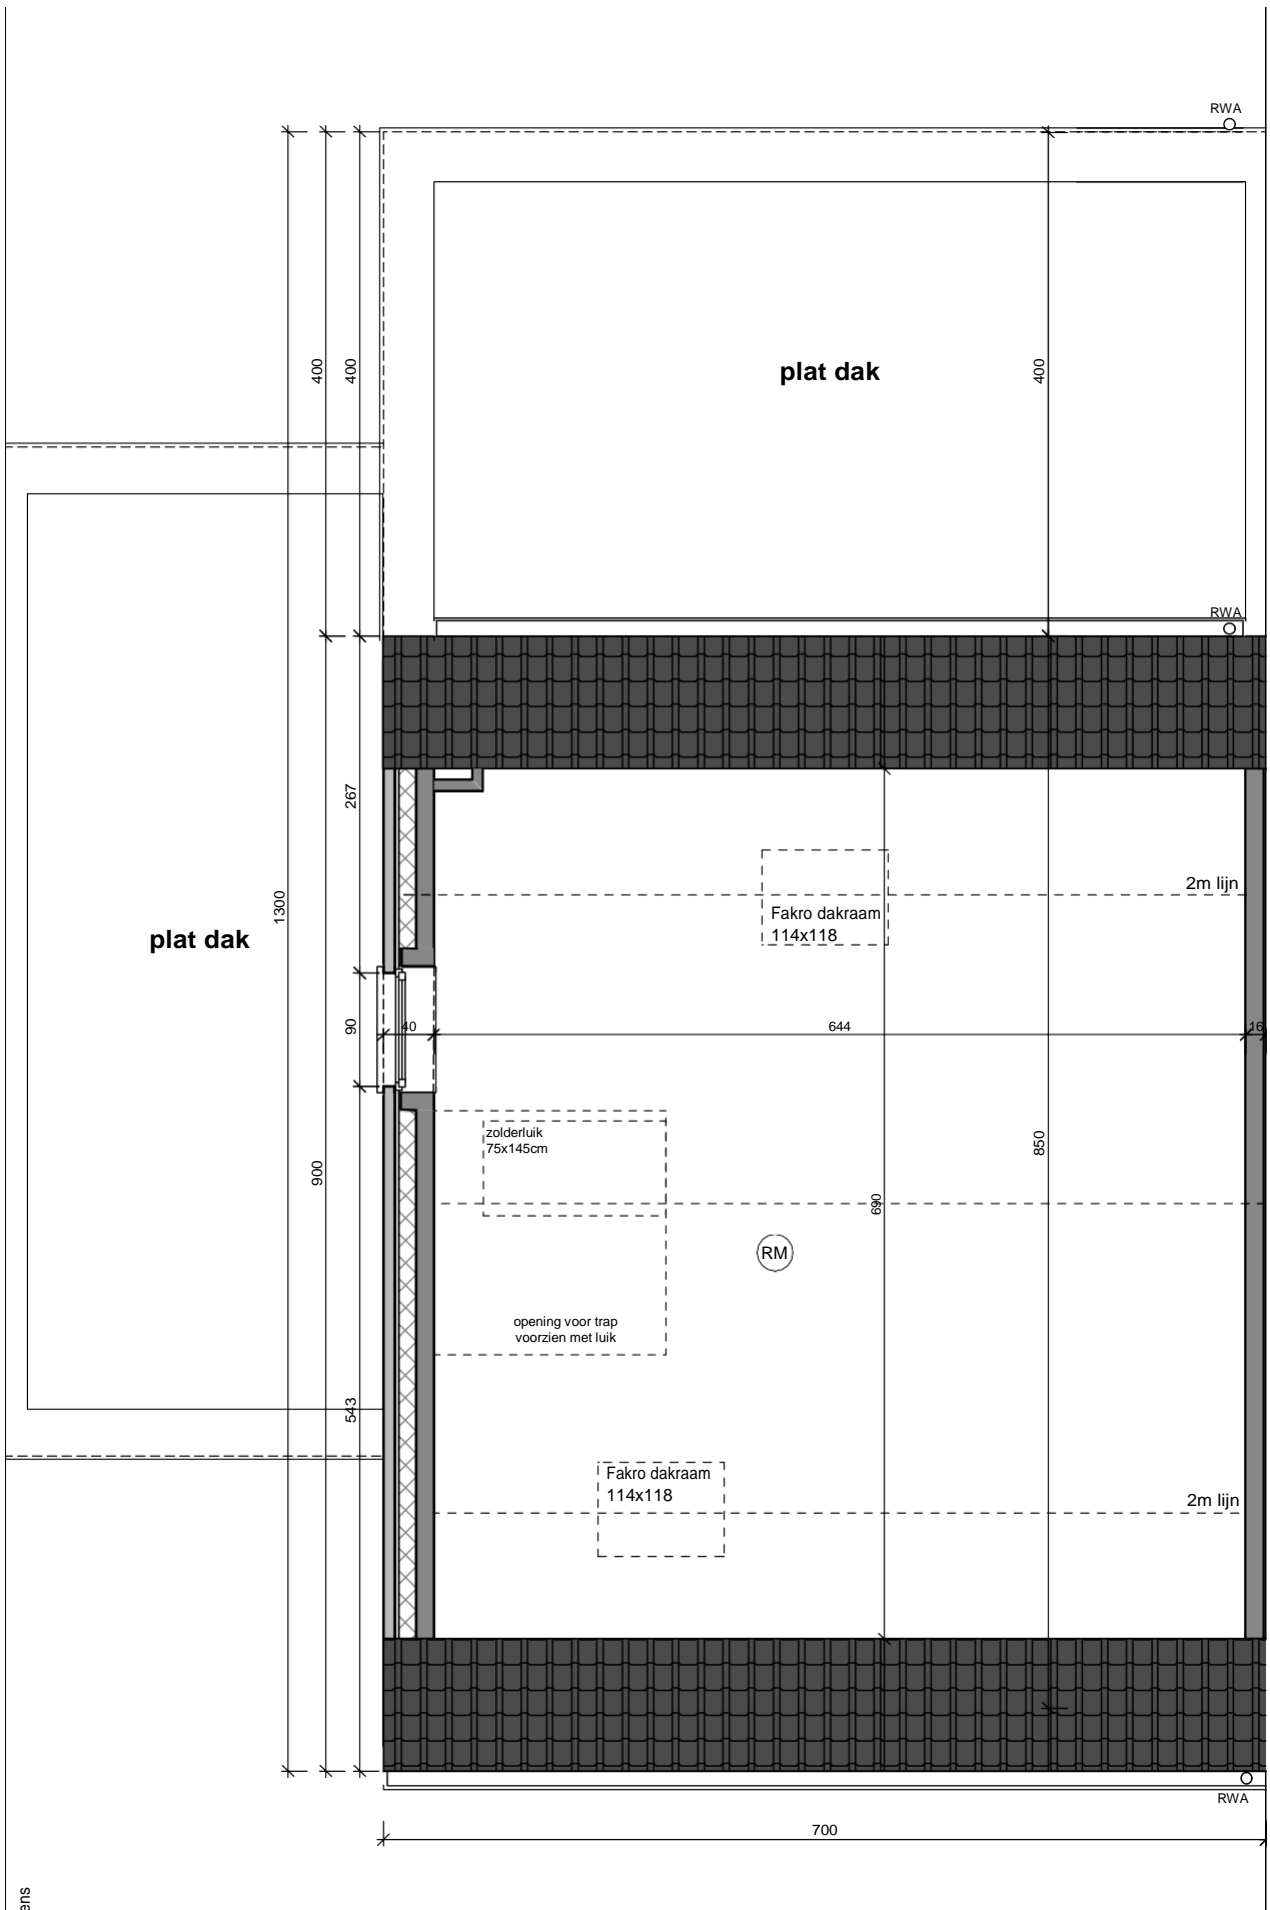 RWA
400
400
400
plat dak
RWA
267
1300
2m lijn
Fakro dakraam
114x118
plat dak
90
40
644
16
zolderluik
75x145cm
850
900
690
RM
opening voor trap
voorzien met luik
543
Fakro dakraam
114x118
2m lijn
RWA
700
ens